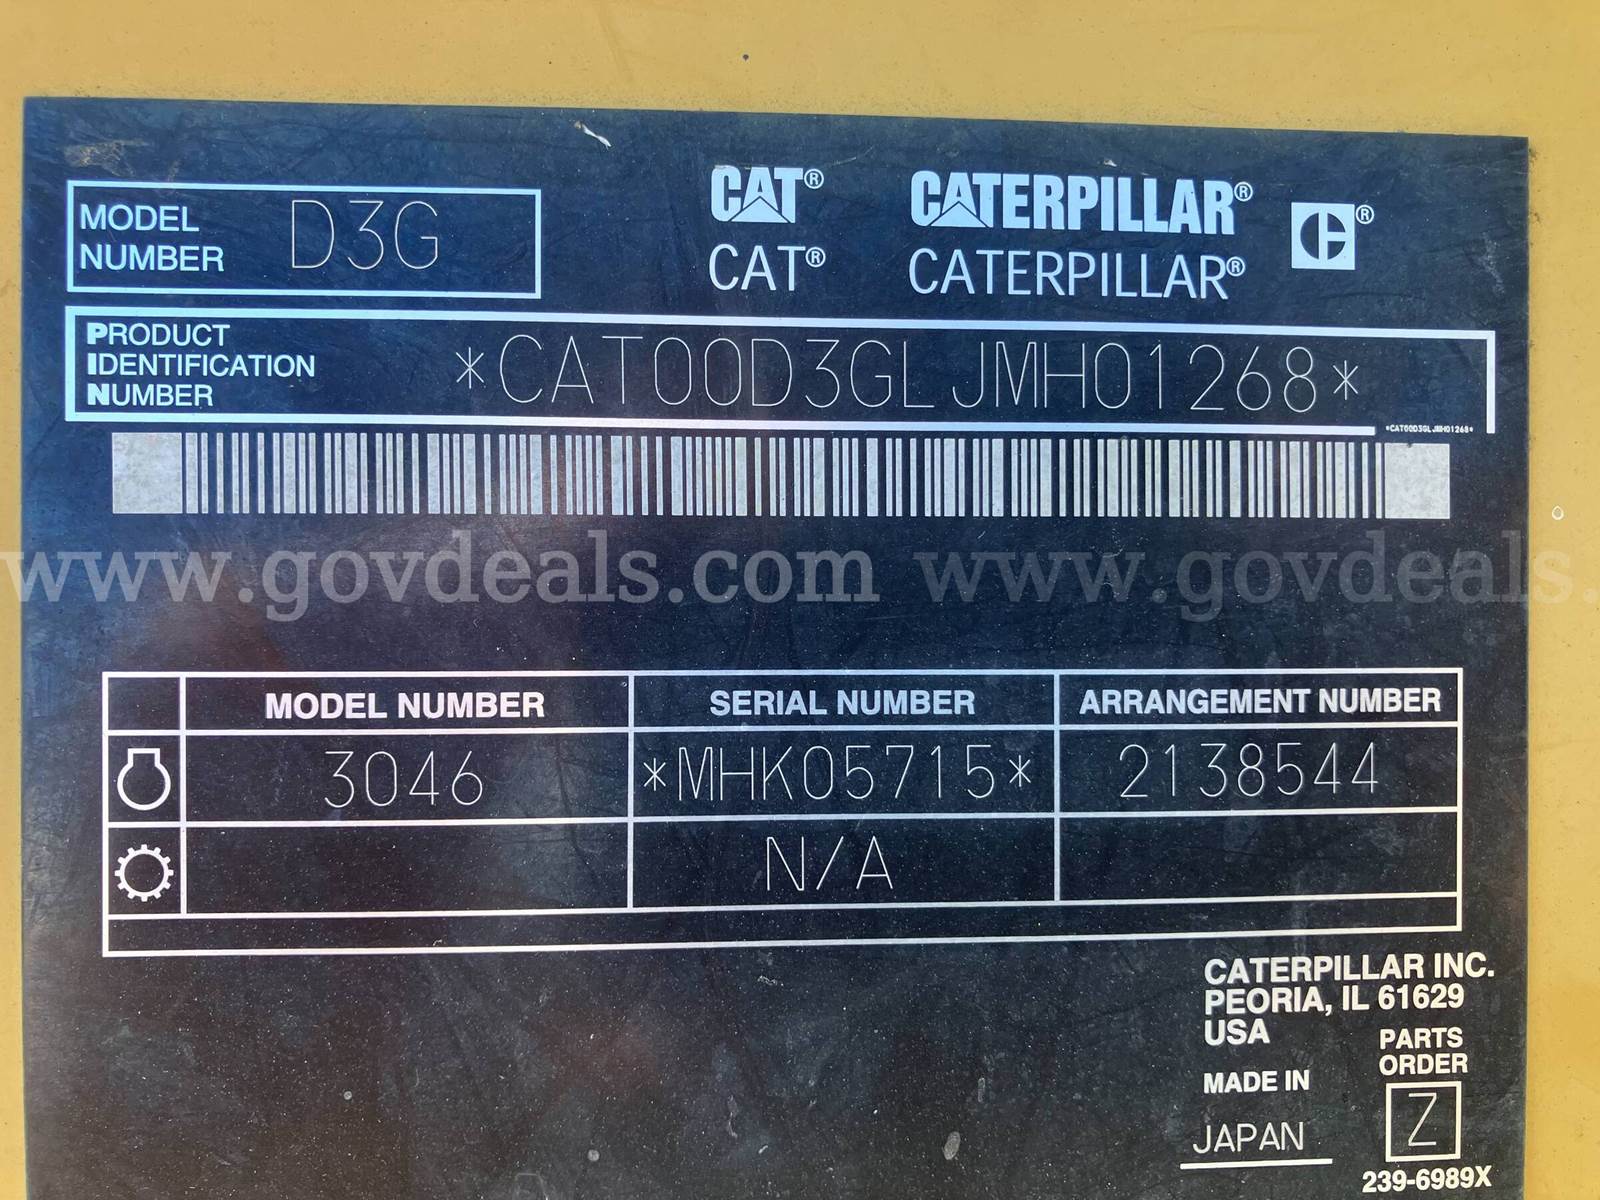 MODEL
NUMBER
D3G
CAT® CATERPILLAR® C®
CAT® CATERPILLAR®
PRODUCT
IDENTIFICATION
NUMBER
*CAT00D3GLJMH01268*
*CAT00D3GLJMH01268*
www.govdeals.com www.govdeals.
MODEL NUMBER SERIAL NUMBER ARRANGEMENT NUMBER
3046 *MHK05715* 2138544
N/A
CATERPILLAR INC.
PEORIA, IL 61629
USA
PARTS
ORDER
MADE IN
JAPAN
Z
239-6989X